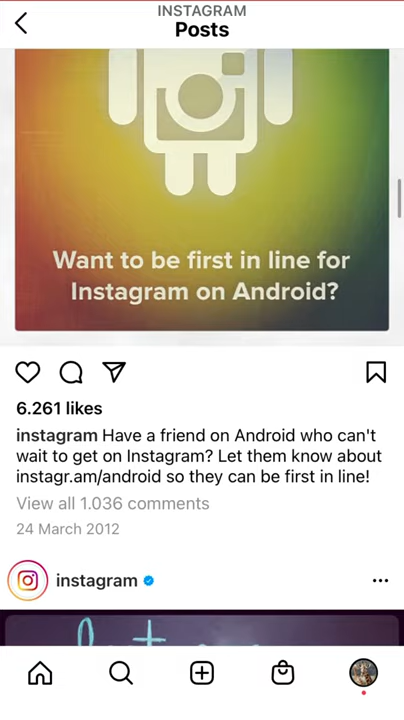 INSTAGRAM
Posts
Want to be first in line for
Instagram on Android?
6.261 likes
instagram Have a friend on Android who can't
wait to get on Instagram? Let them know about
instagr.am/android so they can be first in line!
View all 1.036 comments
24 March 2012
instagram